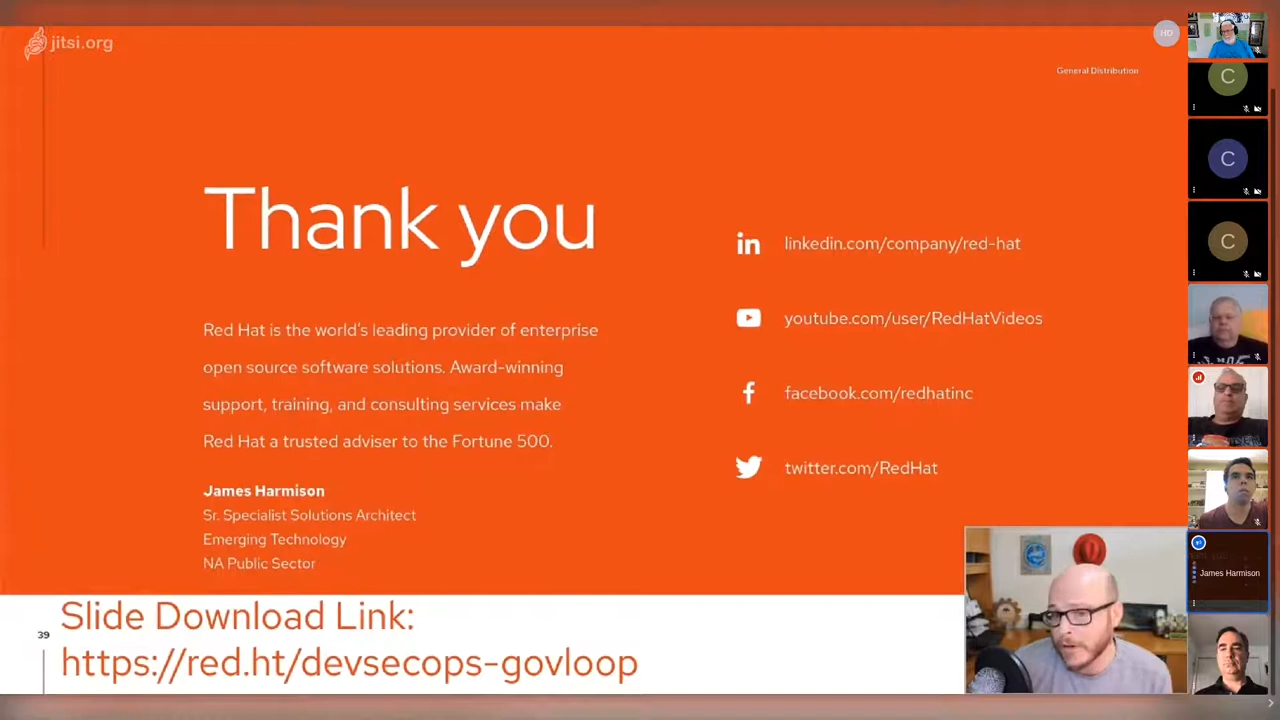 jitsi.org
HD
General Distribution
Thank you
Red Hat is the world's leading provider of enterprise
open source software solutions. Award-winning
support, training, and consulting services make
Red Hat a trusted adviser to the Fortune 500.
James Harmison
Sr. Specialist Solutions Architect
Emerging Technology
NA Public Sector
linkedin.com/company/red-hat
youtube.com/user/RedHatVideos
facebook.com/redhatinc
twitter.com/RedHat
39
Slide Download Link:
https://red.ht/devsecops-govloop
C
C
C
James Harmison